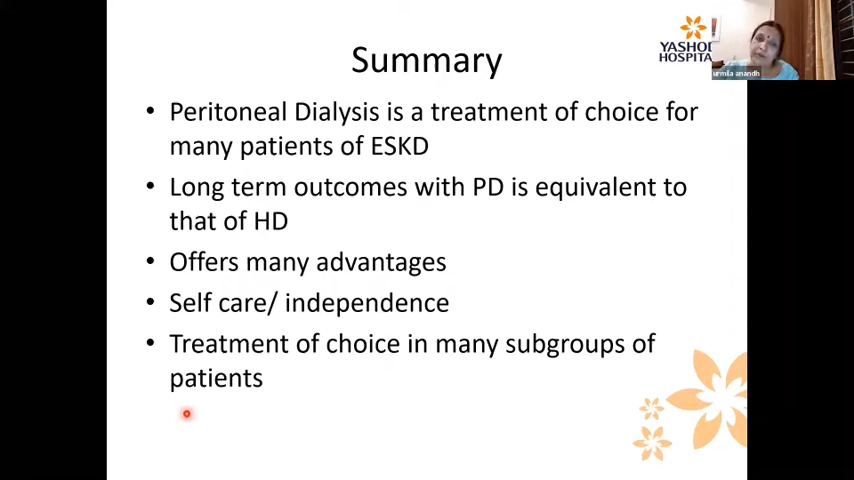 Summary
YASHOD
HOSPITA
urmila anandh
• Peritoneal Dialysis is a treatment of choice for
many patients of ESKD
• Long term outcomes with PD is equivalent to
that of HD
• Offers many advantages
• Self care/ independence
• Treatment of choice in many subgroups of
patients